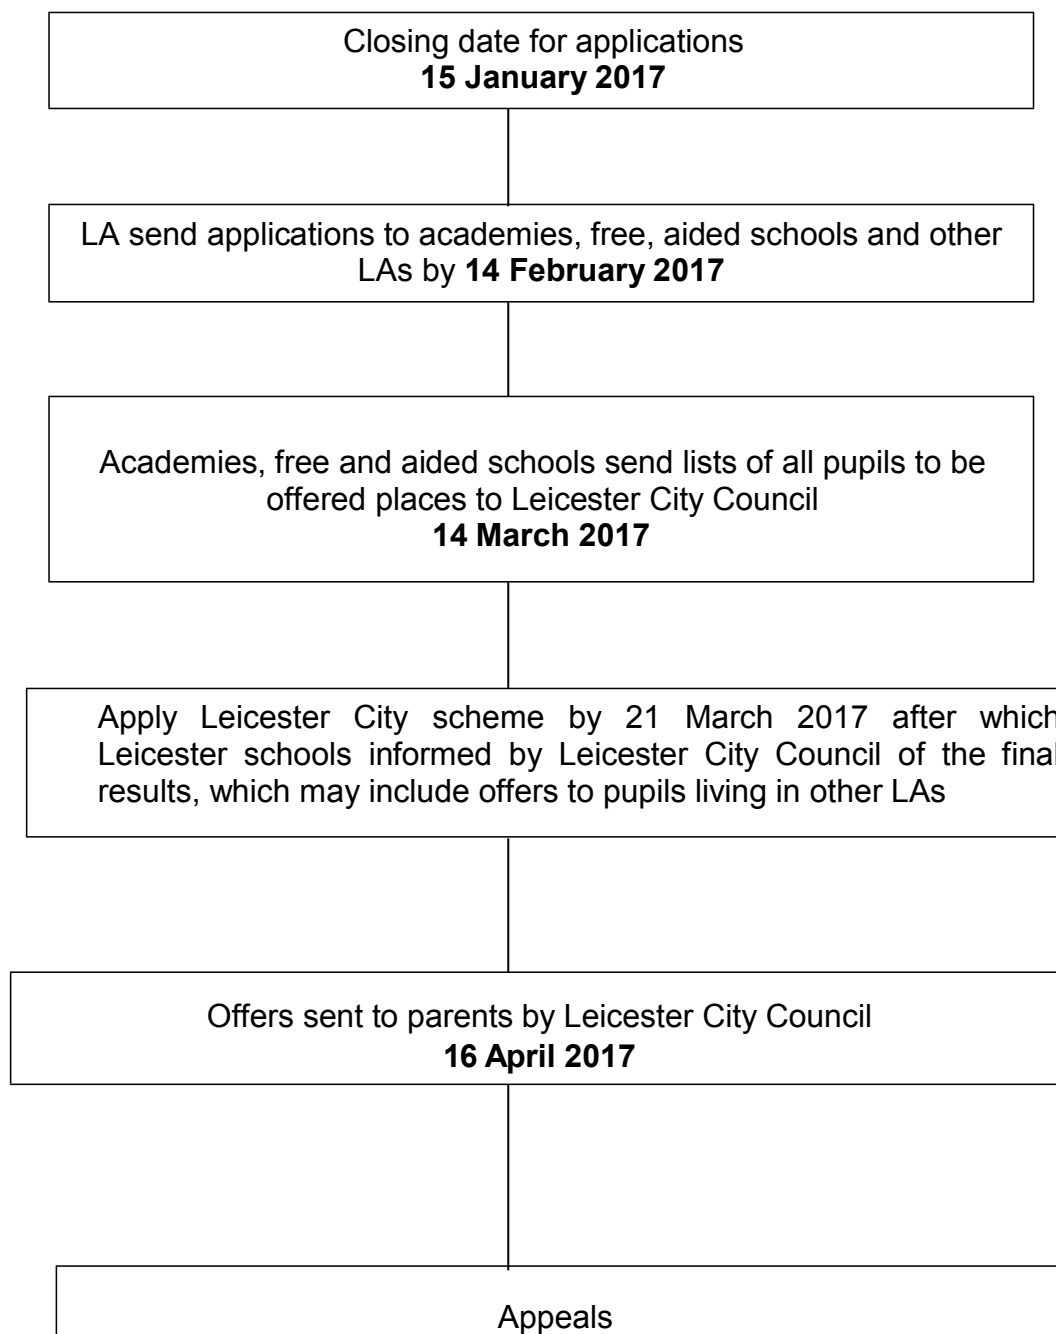 Closing date for applications
15 January 2017
LA send applications to academies, free, aided schools and other
LAs by 14 February 2017
Academies, free and aided schools send lists of all pupils to be
offered places to Leicester City Council
14 March 2017
Apply Leicester City scheme by 21 March 2017 after which
Leicester schools informed by Leicester City Council of the final
results, which may include offers to pupils living in other LAs
Offers sent to parents by Leicester City Council
16 April 2017
Appeals